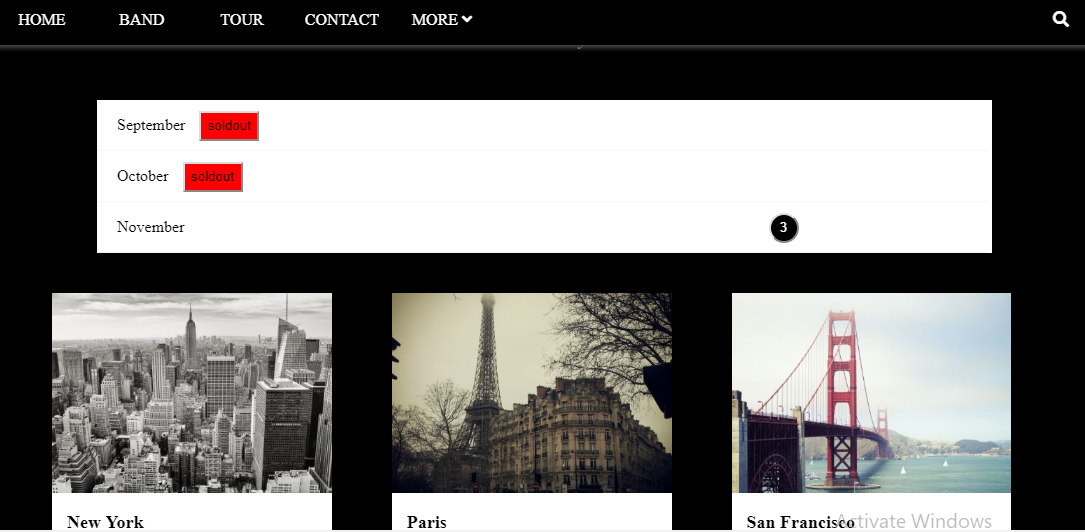 HOME BAND TOUR CONTACT MORE
September soldout
October soldout
November 3
New York Paris San Francisco
Activate Windows